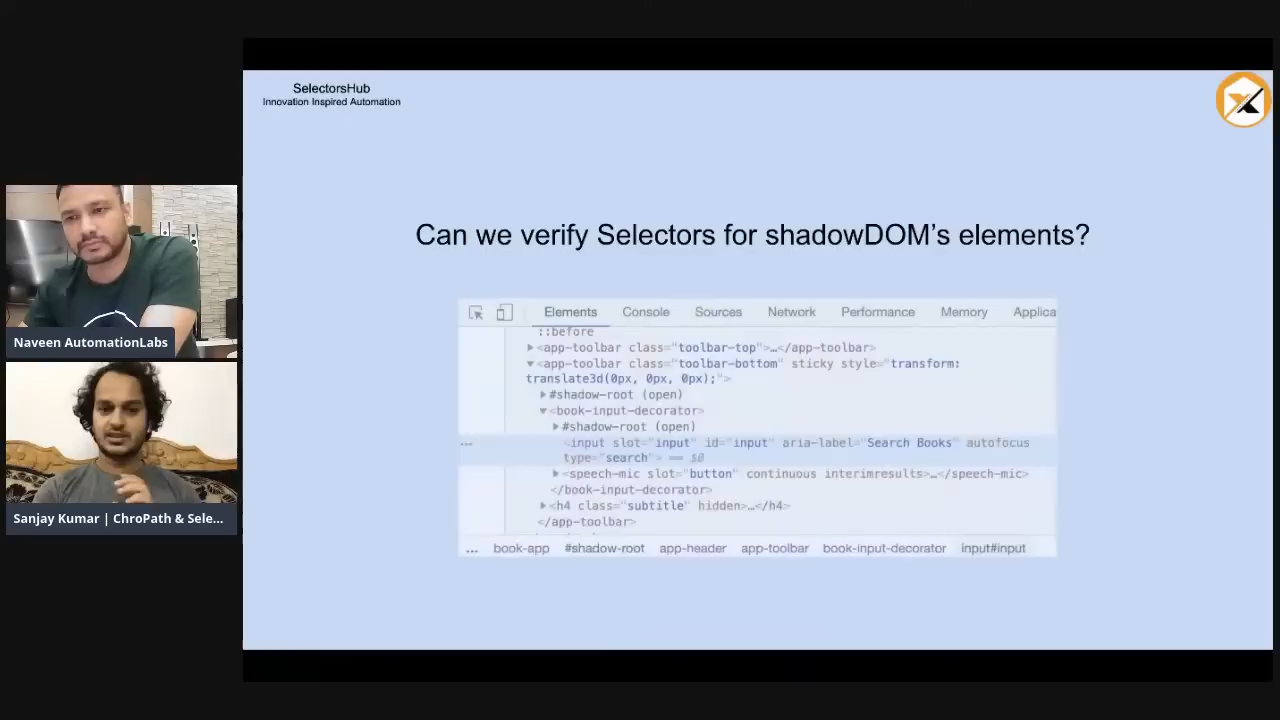 SelectorsHub
Innovation Inspired Automation
Can we verify Selectors for shadowDOM's elements?
Elements Console Sources Network Performance Memory Applica
::before
▶<app-toolbar class="toolbar-top">…</app-toolbar>
▼<app-toolbar class="toolbar-bottom" sticky style="transform:
translate3d(0px, 0px, 0px);">
▶#shadow-root (open)
▼<book-input-decorator>
▶#shadow-root (open)
<input slot="input" id="input" aria-label="Search Books" autofocus
type="search"> == $0
▶<speech-mic slot="button" continuous interimresults>…</speech-mic>
</book-input-decorator>
▶<h4 class="subtitle" hidden>…</h4>
</app-toolbar>
... book-app #shadow-root app-header app-toolbar book-input-decorator input#input
Naveen AutomationLabs
Sanjay Kumar | ChroPath & Sele...